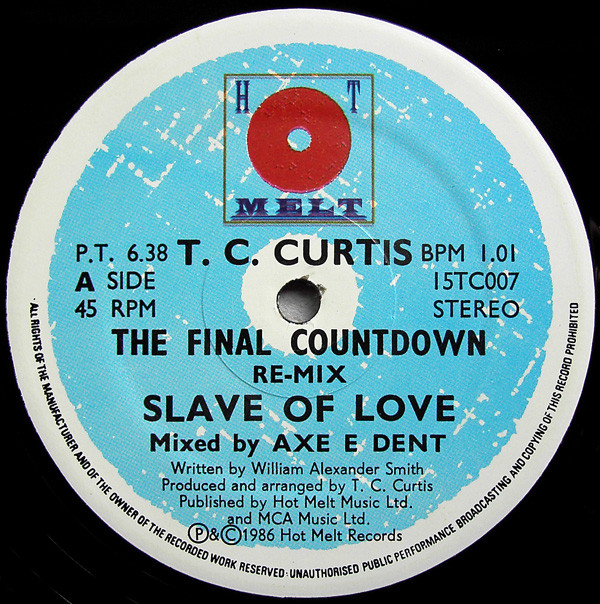 H T
MELT
P.T. 6.38 T. C. CURTIS BPM 1.01
A SIDE 15TC007
45 RPM STEREO
THE FINAL COUNTDOWN
RE-MIX
SLAVE OF LOVE
Mixed by AXE E DENT
Written by William Alexander Smith
Produced and arranged by T. C. Curtis
Published by Hot Melt Music Ltd.
and MCA Music Ltd.
Ⓟ&©1986 Hot Melt Records
·ALL RIGHTS OF THE MANUFACTURER AND OF THE OWNER OF THE RECORDED WORK RESERVED·UNAUTHORISED PUBLIC PERFORMANCE BROADCASTING AND COPYING OF THIS RECORD PROHIBITED